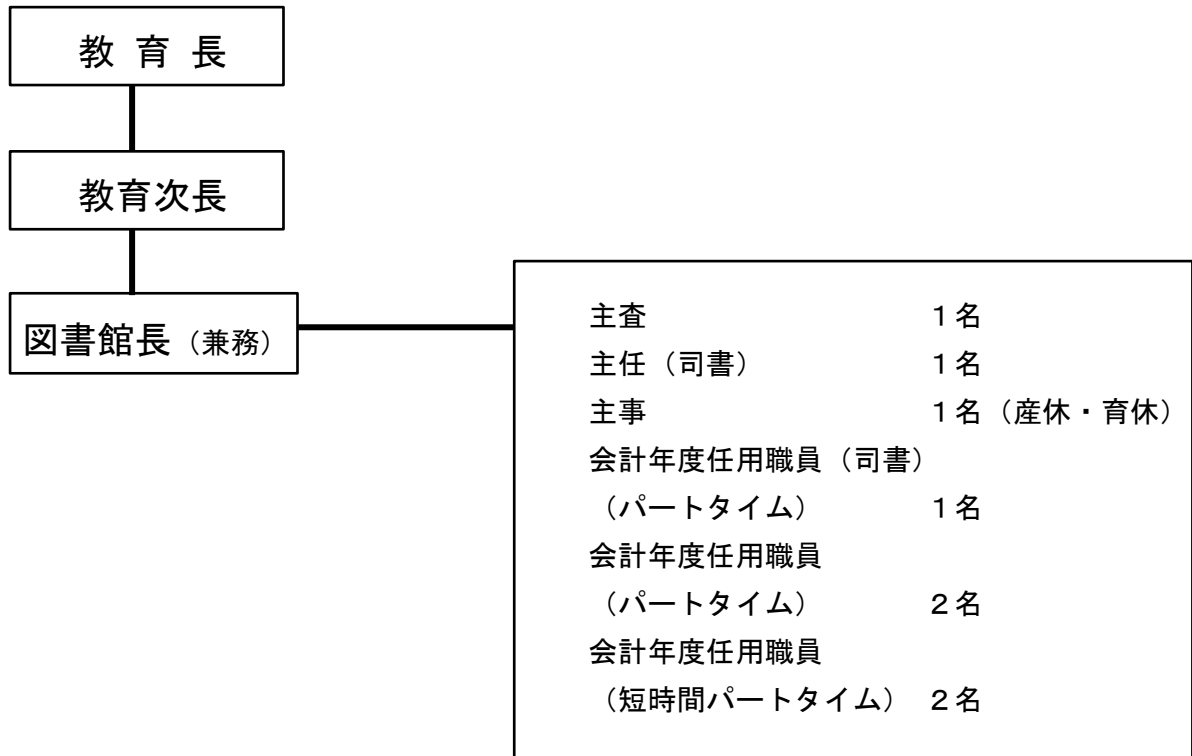 教 育 長
教育次長
図書館長（兼務）
主査 １名
主任（司書） １名
主事 １名（産休・育休）
会計年度任用職員（司書）
（パートタイム） １名
会計年度任用職員
（パートタイム） ２名
会計年度任用職員
（短時間パートタイム） ２名